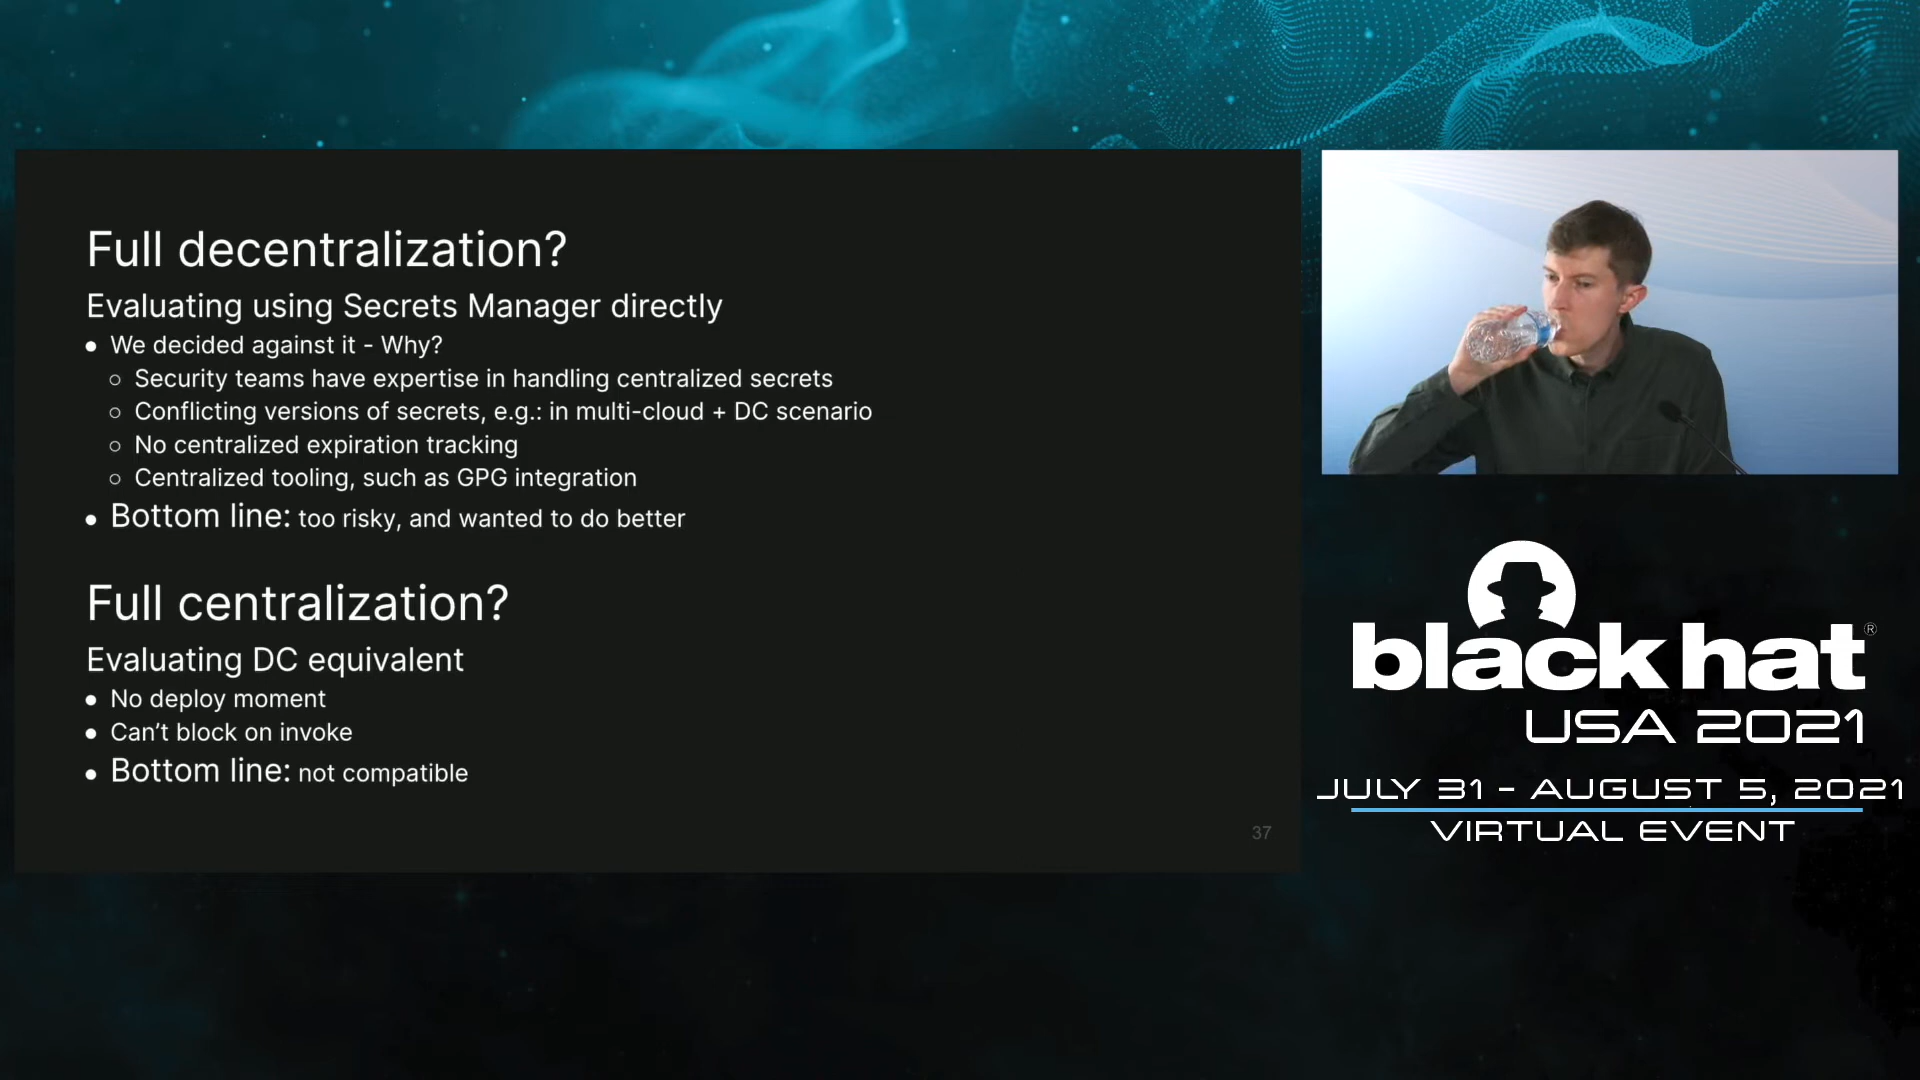 Full decentralization?
Evaluating using Secrets Manager directly
● We decided against it - Why?
○ Security teams have expertise in handling centralized secrets
○ Conflicting versions of secrets, e.g.: in multi-cloud + DC scenario
○ No centralized expiration tracking
○ Centralized tooling, such as GPG integration
● Bottom line: too risky, and wanted to do better
Full centralization?
Evaluating DC equivalent
● No deploy moment
● Can’t block on invoke
● Bottom line: not compatible
37
black hat®
USA 2021
JULY 31 - AUGUST 5, 2021
VIRTUAL EVENT